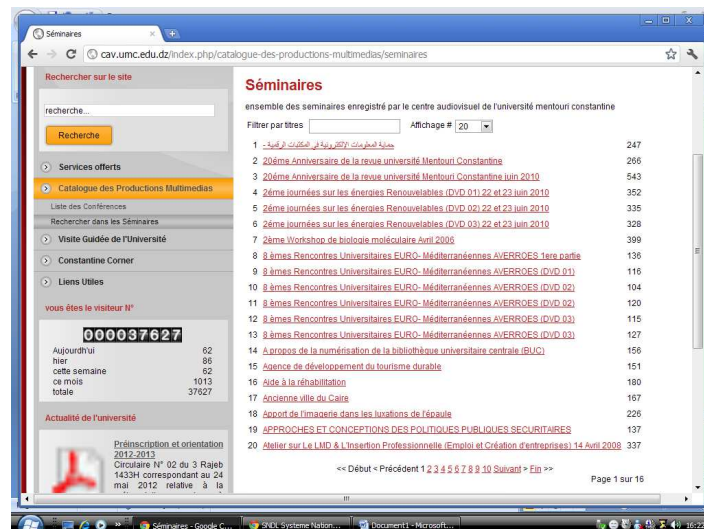 Séminaires
cav.umc.edu.dz/index.php/catalogue-des-productions-multimedias/seminaires
Rechercher sur le site
recherche...
Recherche
Services offerts
Catalogue des Productions Multimedias
Liste des Conférences
Rechercher dans les Séminaires
Visite Guidée de l'Université
Constantine Corner
Liens Utiles
vous êtes le visiteur N°
000037627
Aujourd'hui 62
hier 86
cette semaine 62
ce mois 1013
totale 37627
Actualité de l'université
Préinscription et orientation
2012-2013
Circulaire N° 02 du 3 Rajeb
1433H correspondant au 24
mai 2012 relative à la
Séminaires
ensemble des seminaires enregistré par le centre audiovisuel de l'université mentouri constantine
Filtrer par titres Affichage # 20
1 حماية المعلومات الإلكترونية في المكتبات الرقمية - 247
2 20éme Anniversaire de la revue université Mentouri Constantine 266
3 20éme Anniversaire de la revue université Mentouri Constantine juin 2010 543
4 2éme journées sur les énergies Renouvelables (DVD 01) 22 et 23 juin 2010 352
5 2éme journées sur les énergies Renouvelables (DVD 02) 22 et 23 juin 2010 335
6 2éme journées sur les énergies Renouvelables (DVD 03) 22 et 23 juin 2010 328
7 2ème Workshop de biologie moléculaire Avril 2006 399
8 8 èmes Rencontres Universitaires EURO- Méditerranéennes AVERROES 1ere partie 136
9 8 èmes Rencontres Universitaires EURO- Méditerranéennes AVERROES (DVD 01) 116
10 8 èmes Rencontres Universitaires EURO- Méditerranéennes AVERROES (DVD 02) 104
11 8 èmes Rencontres Universitaires EURO- Méditerranéennes AVERROES (DVD 02) 120
12 8 èmes Rencontres Universitaires EURO- Méditerranéennes AVERROES (DVD 03) 115
13 8 èmes Rencontres Universitaires EURO- Méditerranéennes AVERROES (DVD 03) 127
14 A propos de la numérisation de la bibliothèque universitaire centrale (BUC) 156
15 Agence de développement du tourisme durable 151
16 Aide à la réhabilitation 180
17 Ancienne ville du Caire 167
18 Apport de l'imagerie dans les luxations de l'épaule 226
19 APPROCHES ET CONCEPTIONS DES POLITIQUES PUBLIQUES SECURITAIRES 137
20 Atelier sur Le LMD & L'Insertion Professionnelle (Emploi et Création d'entreprises) 14 Avril 2008 337
<< Début < Précédent 1 2 3 4 5 6 7 8 9 10 Suivant > Fin >>
Page 1 sur 16
Séminaires - Google C... SNDL Systeme Nation... Document1 - Microsoft... 16:22